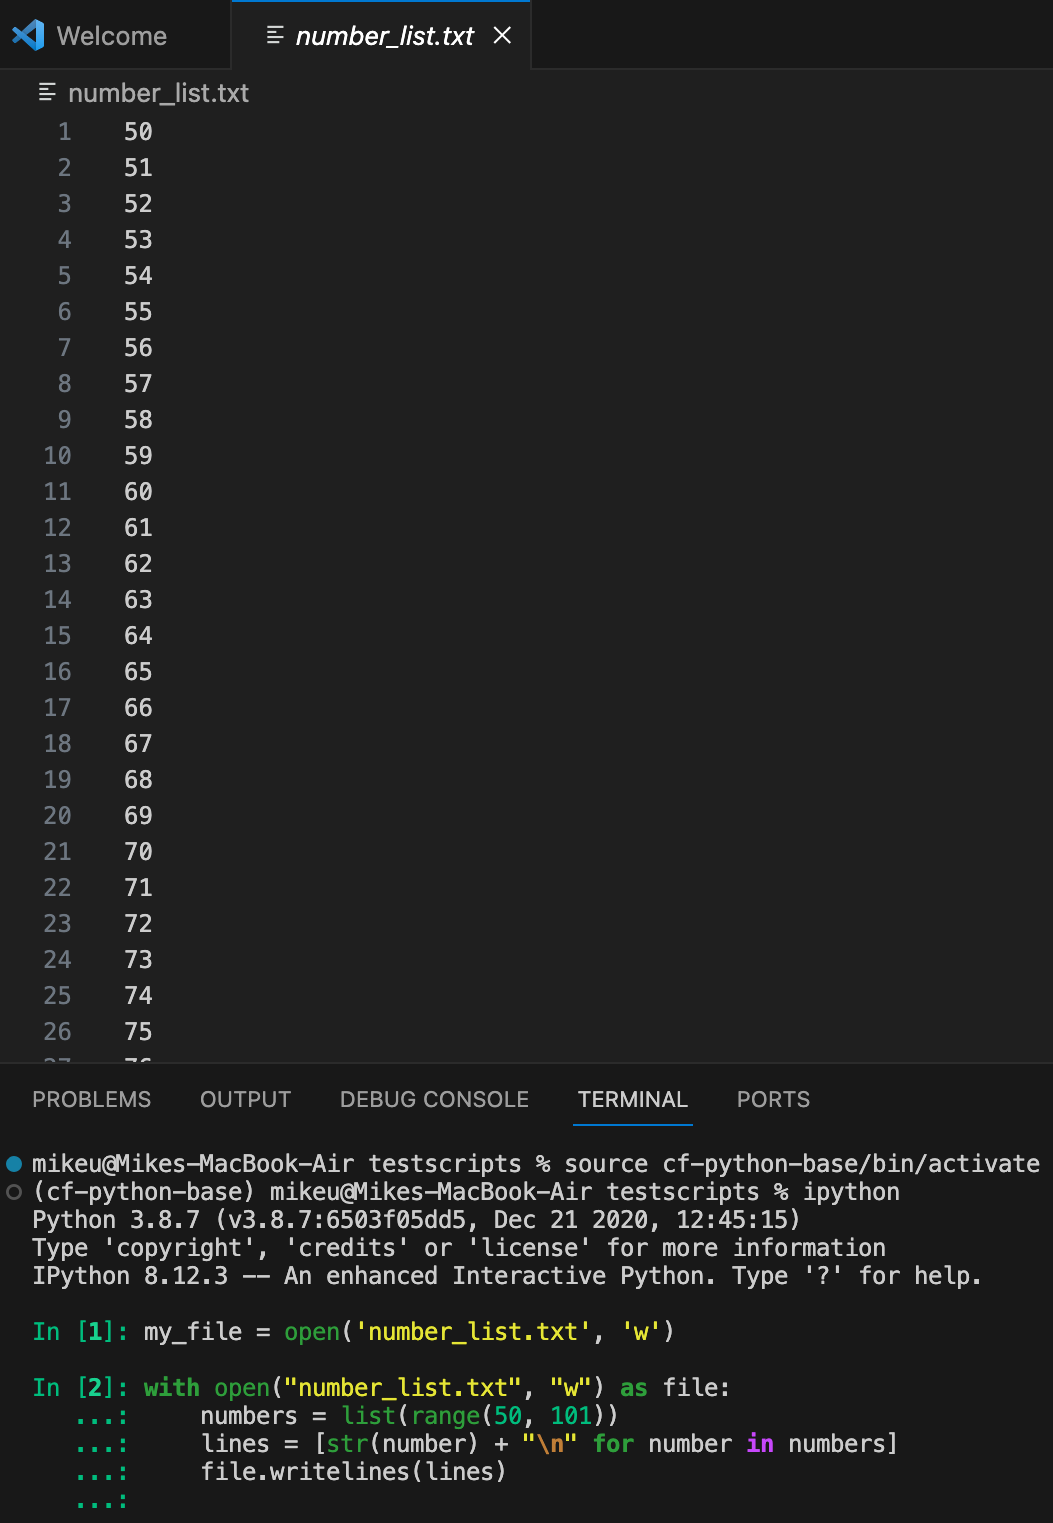 Welcome number_list.txt
number_list.txt
1 50
2 51
3 52
4 53
5 54
6 55
7 56
8 57
9 58
10 59
11 60
12 61
13 62
14 63
15 64
16 65
17 66
18 67
19 68
20 69
21 70
22 71
23 72
24 73
25 74
26 75
27 76
PROBLEMS OUTPUT DEBUG CONSOLE TERMINAL PORTS
mikeu@Mikes-MacBook-Air testscripts % source cf-python-base/bin/activate
(cf-python-base) mikeu@Mikes-MacBook-Air testscripts % ipython
Python 3.8.7 (v3.8.7:6503f05dd5, Dec 21 2020, 12:45:15)
Type 'copyright', 'credits' or 'license' for more information
IPython 8.12.3 -- An enhanced Interactive Python. Type '?' for help.
In [1]: my_file = open('number_list.txt', 'w')
In [2]: with open("number_list.txt", "w") as file:
...:     numbers = list(range(50, 101))
...:     lines = [str(number) + "\n" for number in numbers]
...:     file.writelines(lines)
...: